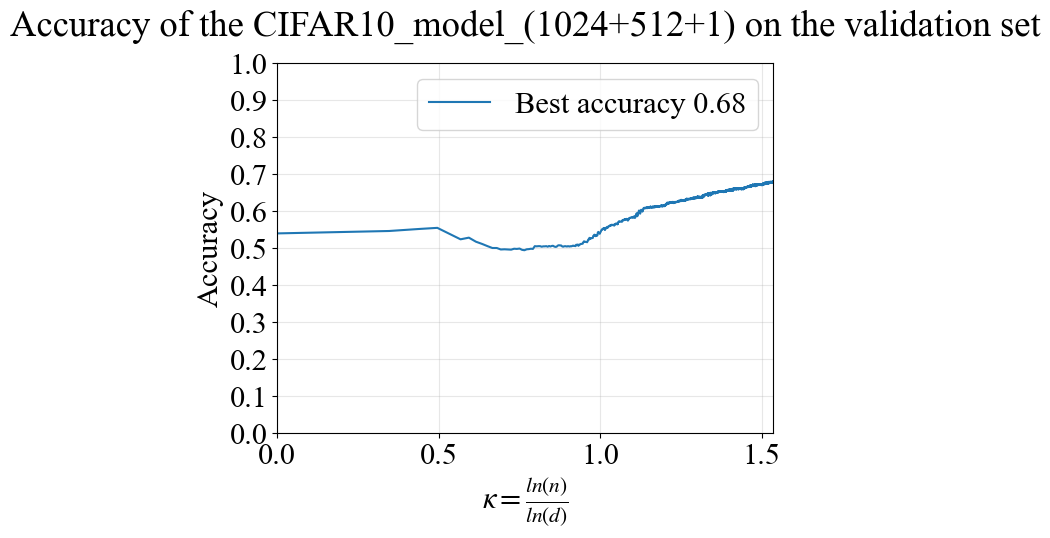 Accuracy of the CIFAR10_model_(1024+512+1) on the validation set
1.0
0.9
0.8
0.7
0.6
0.5
0.4
0.3
0.2
0.1
0.0
Accuracy
Best accuracy 0.68
0.0 0.5 1.0 1.5
κ = ln(n)/ln(d)